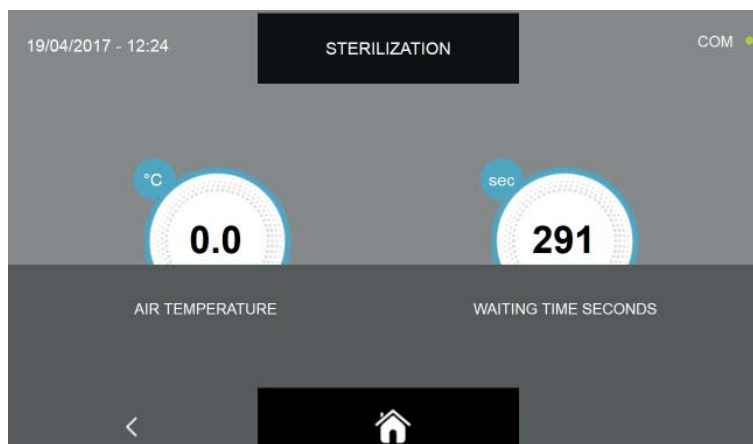 19/04/2017 - 12:24
STERILIZATION
COM
°C
sec
0.0
291
AIR TEMPERATURE
WAITING TIME SECONDS